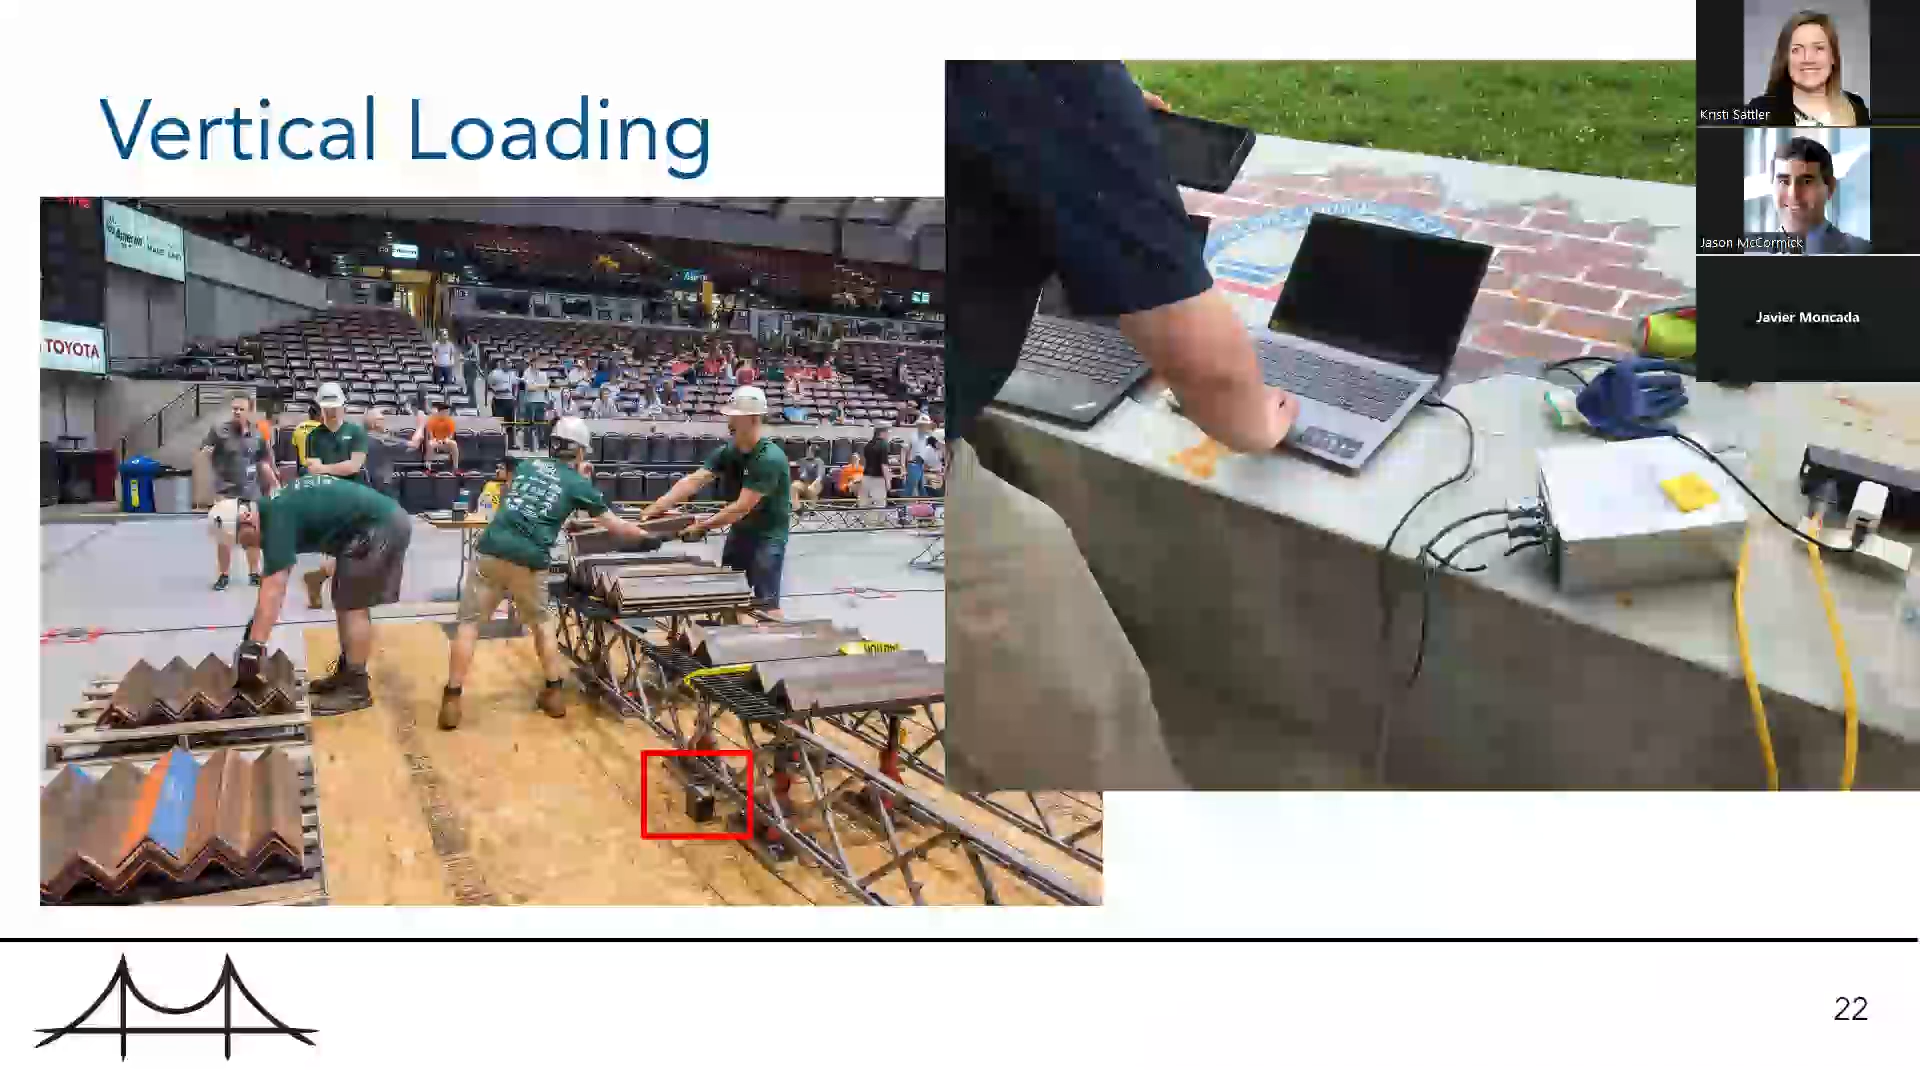 Vertical Loading
Kristi Sattler
Jason McCormick
Javier Moncada
TOYOTA
22